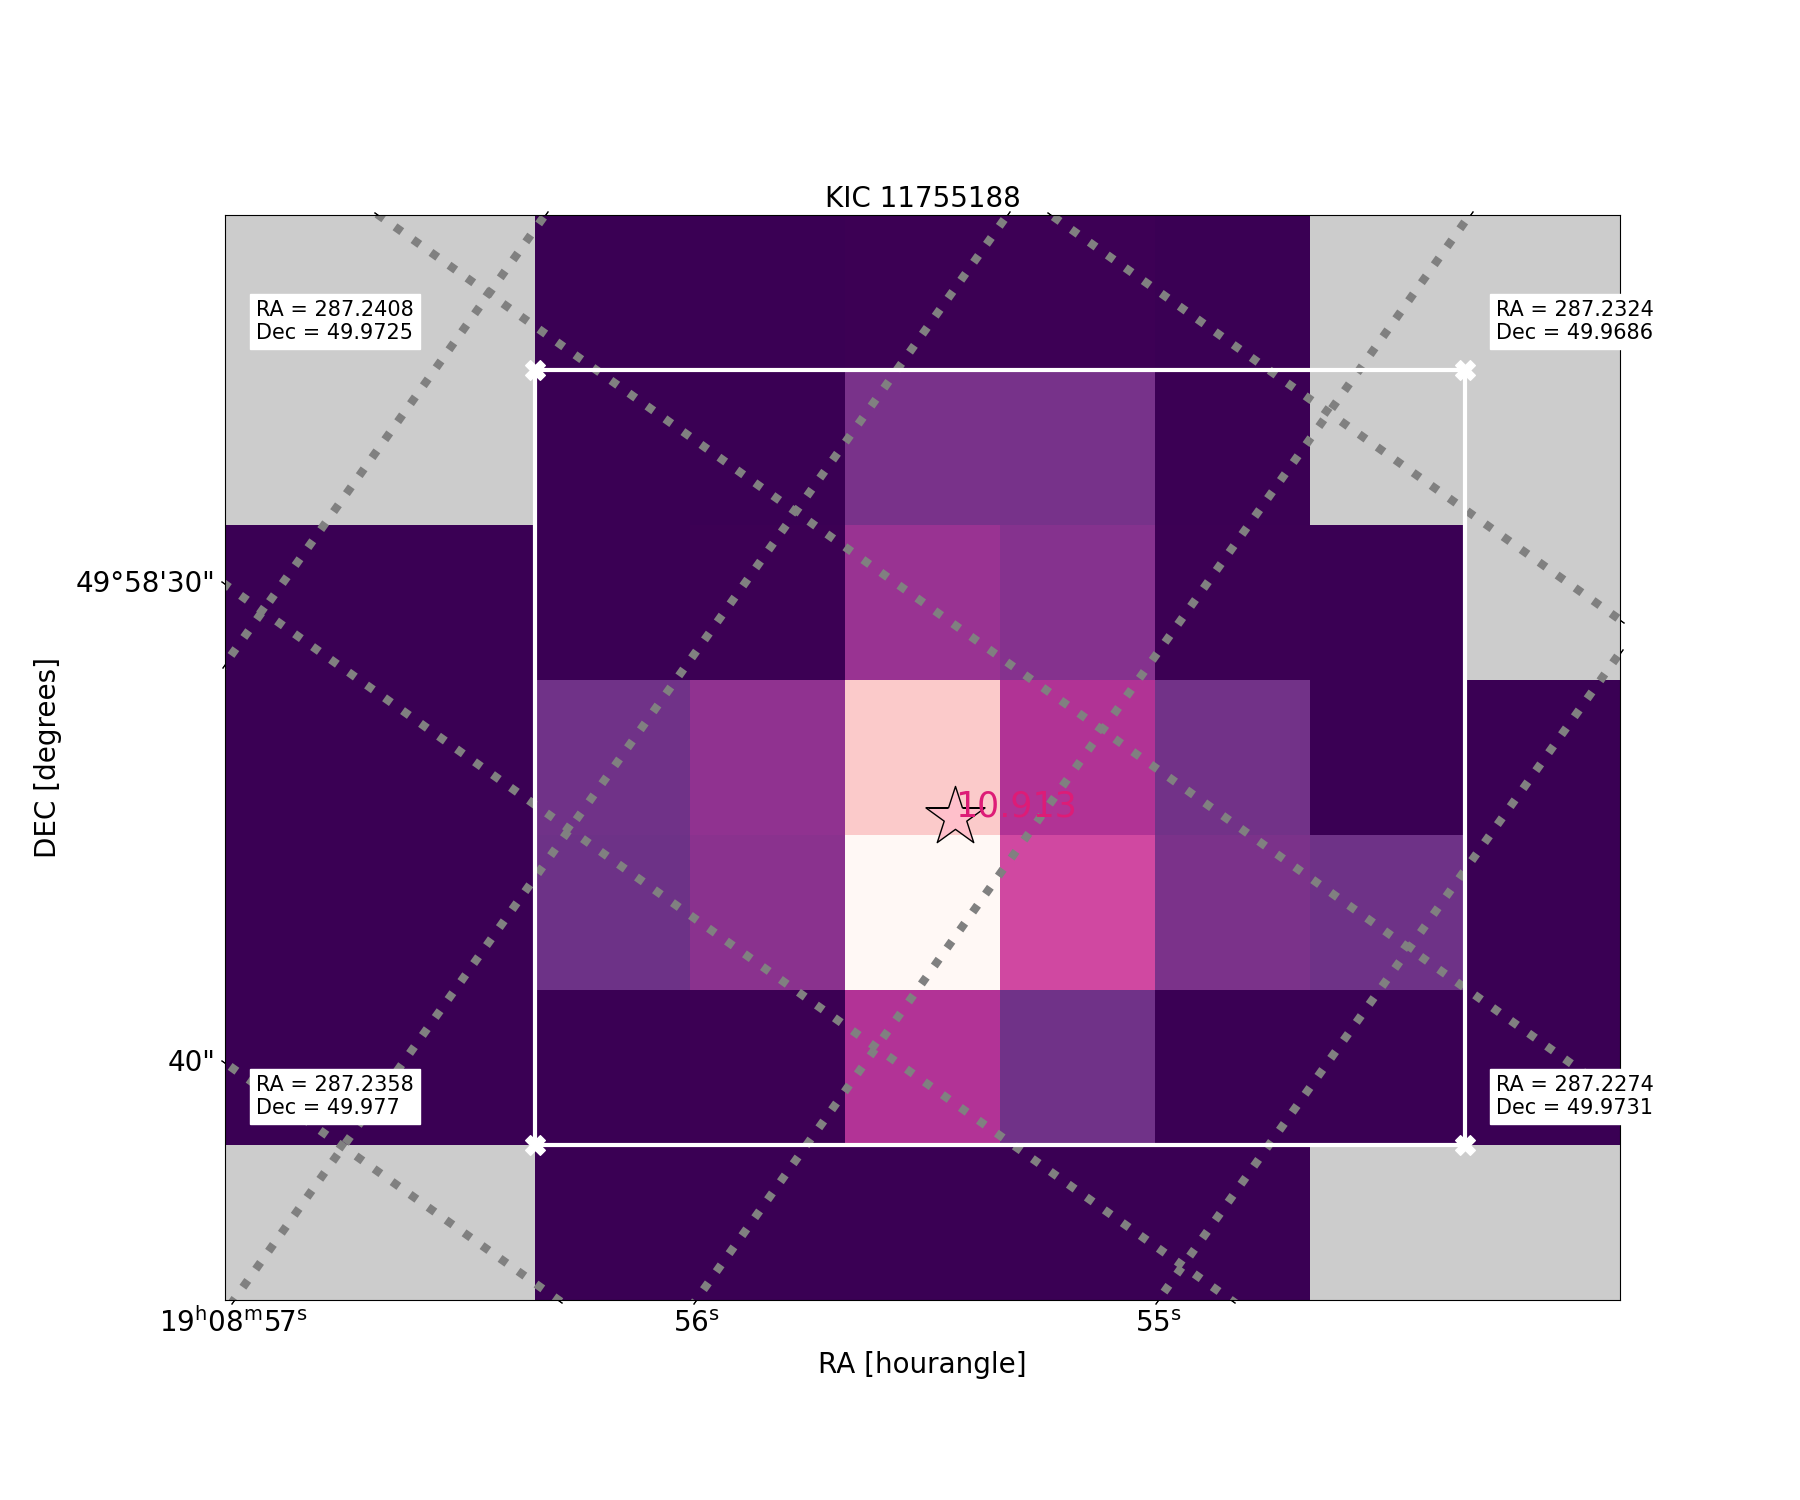 KIC 11755188
RA = 287.2408
Dec = 49.9725
RA = 287.2324
Dec = 49.9686
49°58'30"
10.913
DEC [degrees]
40"
RA = 287.2358
Dec = 49.977
RA = 287.2274
Dec = 49.9731
19ʰ08ᵐ57ˢ
56ˢ
55ˢ
RA [hourangle]